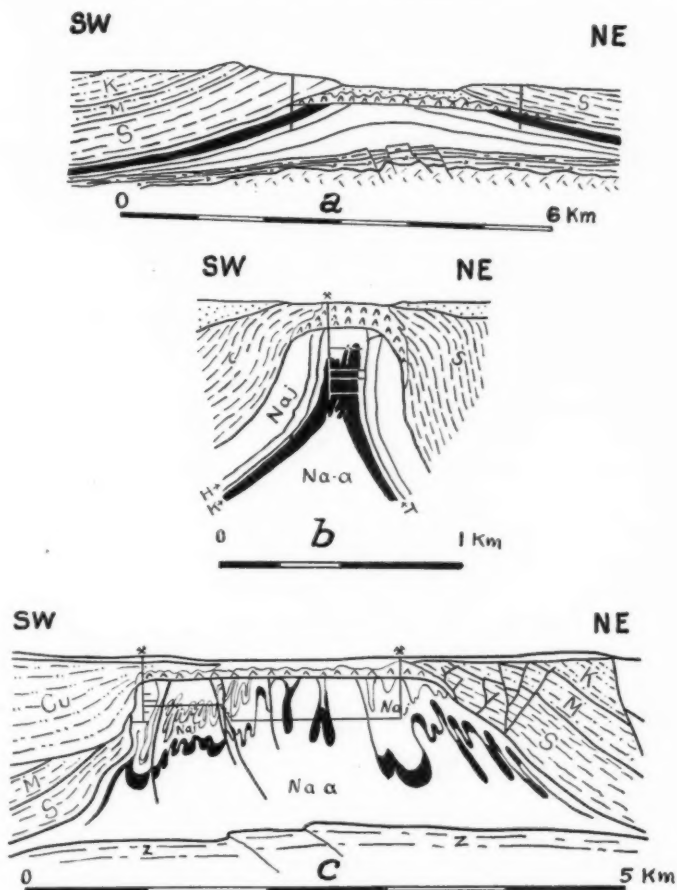 SW NE
K
M
S S
0 a 6 Km
SW NE
K S
Naj
Na-a
H
K T
0 b 1 Km
SW NE
Cu K
Naj Naj M
M S
S Na a
z z
0 c 5 Km